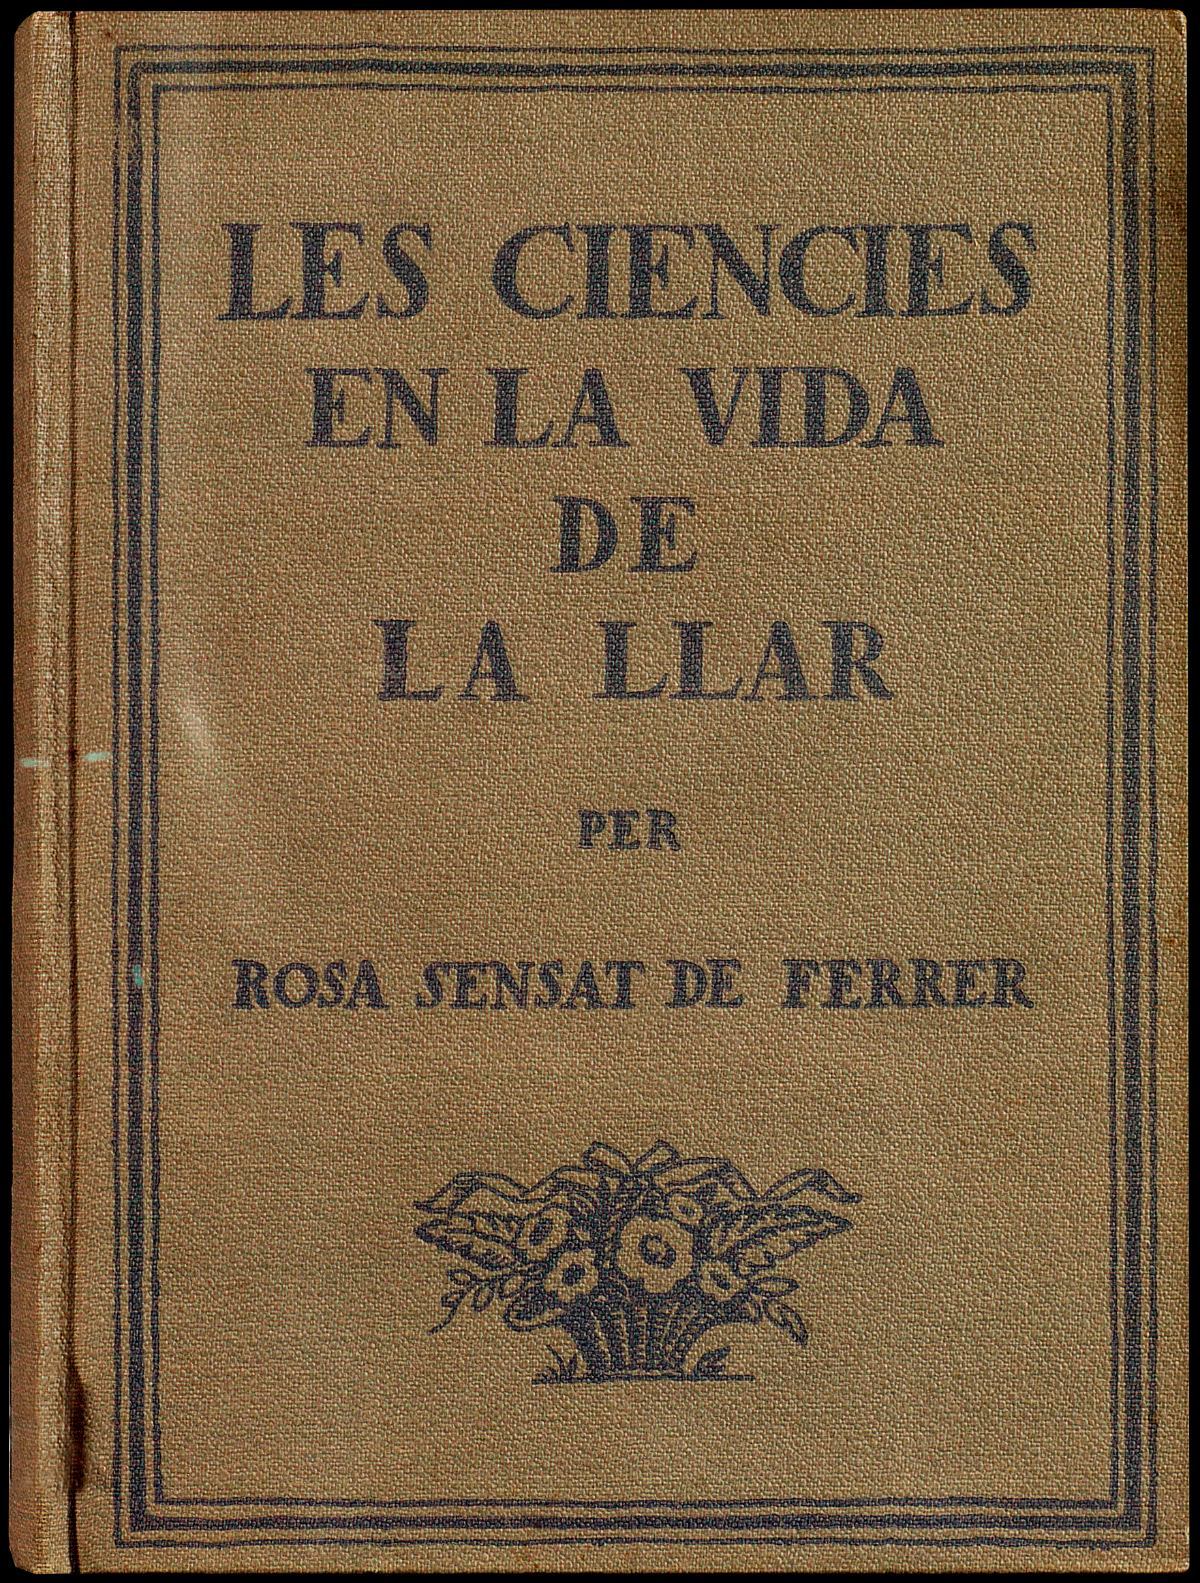 LES CIENCIES
EN LA VIDA
DE
LA LLAR
PER
ROSA SENSAT DE FERRER